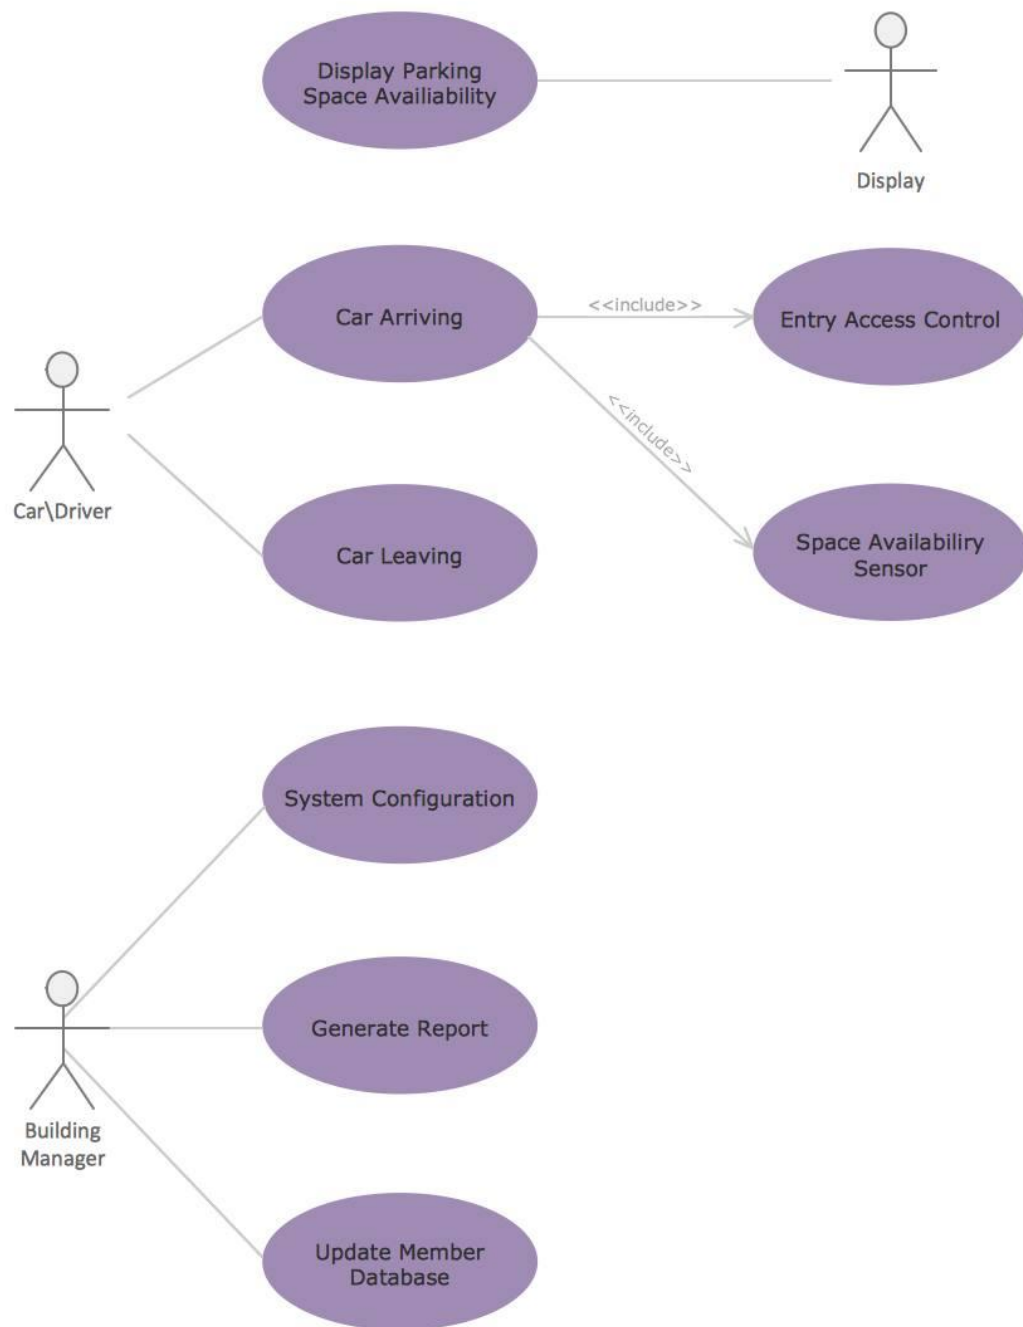 Display Parking
Space Availiability
Display
Car Arriving
<<include>>
Entry Access Control
<<include>>
Car\Driver
Car Leaving
Space Availabiliry
Sensor
System Configuration
Generate Report
Building
Manager
Update Member
Database